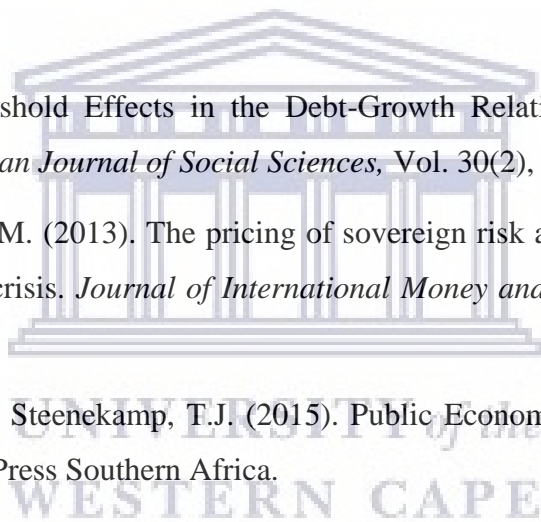 shold Effects in the Debt-Growth Relati
an Journal of Social Sciences, Vol. 30(2),
M. (2013). The pricing of sovereign risk a
crisis. Journal of International Money and
Steenekamp, T.J. (2015). Public Econom
UNIVERSITY of the
Press Southern Africa.
WESTERN CAPE